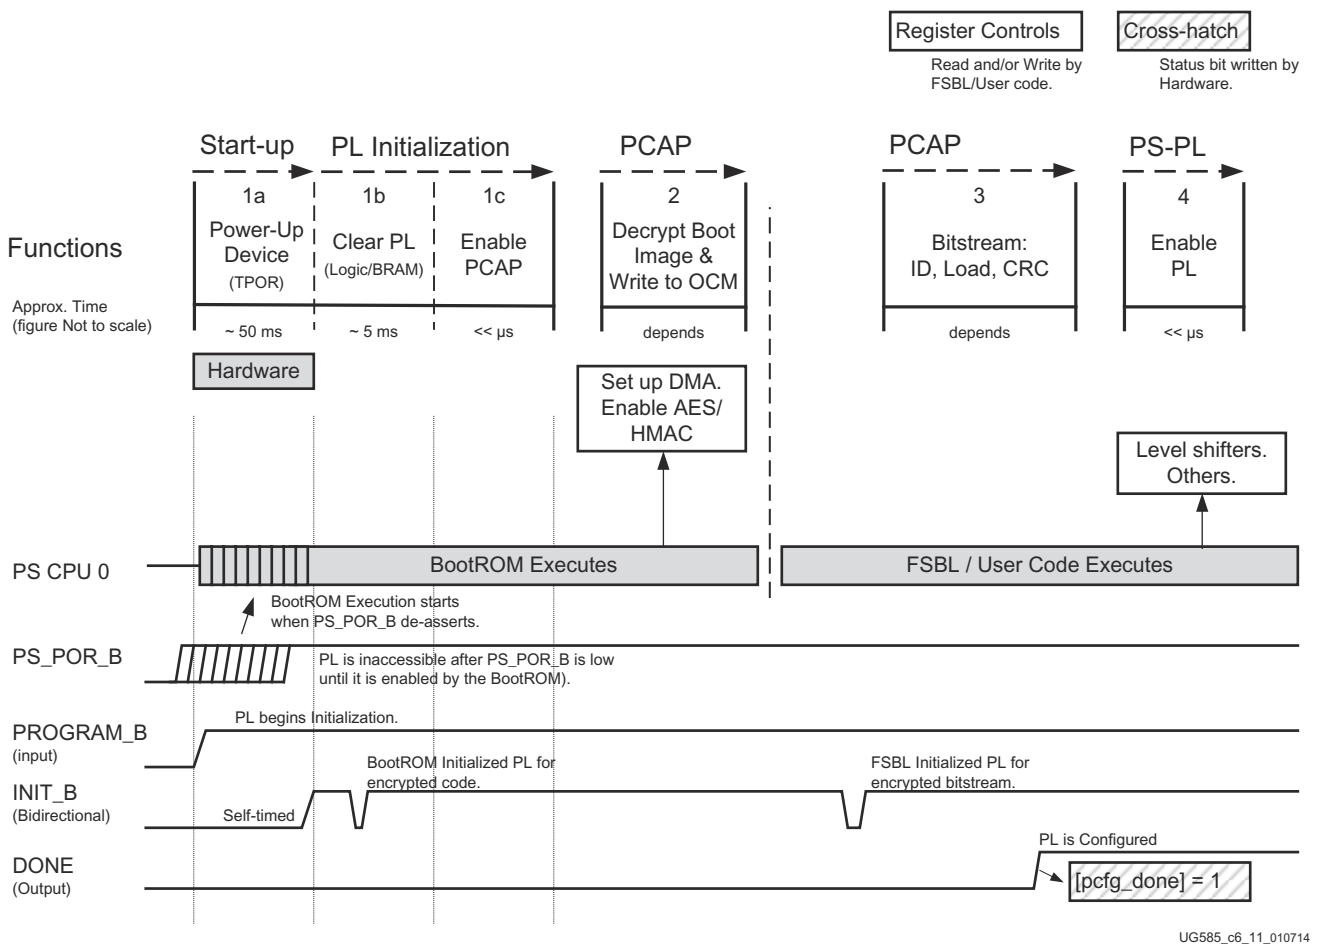 Register Controls
Read and/or Write by
FSBL/User code.
Cross-hatch
Status bit written by
Hardware.
Start-up
PL Initialization
PCAP
PCAP
PS-PL
Functions
1a
Power-Up
Device
(TPOR)
1b
Clear PL
(Logic/BRAM)
1c
Enable
PCAP
2
Decrypt Boot
Image &
Write to OCM
3
Bitstream:
ID, Load, CRC
4
Enable
PL
Approx. Time
(figure Not to scale)
~ 50 ms
~ 5 ms
<< μs
depends
depends
<< μs
Hardware
Set up DMA.
Enable AES/
HMAC
Level shifters.
Others.
PS CPU 0
BootROM Executes
FSBL / User Code Executes
BootROM Execution starts
when PS_POR_B de-asserts.
PS_POR_B
PL is inaccessible after PS_POR_B is low
until it is enabled by the BootROM).
PROGRAM_B
(input)
PL begins Initialization.
INIT_B
(Bidirectional)
Self-timed
BootROM Initialized PL for
encrypted code.
FSBL Initialized PL for
encrypted bitstream.
DONE
(Output)
PL is Configured
[pcfg_done] = 1
UG585_c6_11_010714